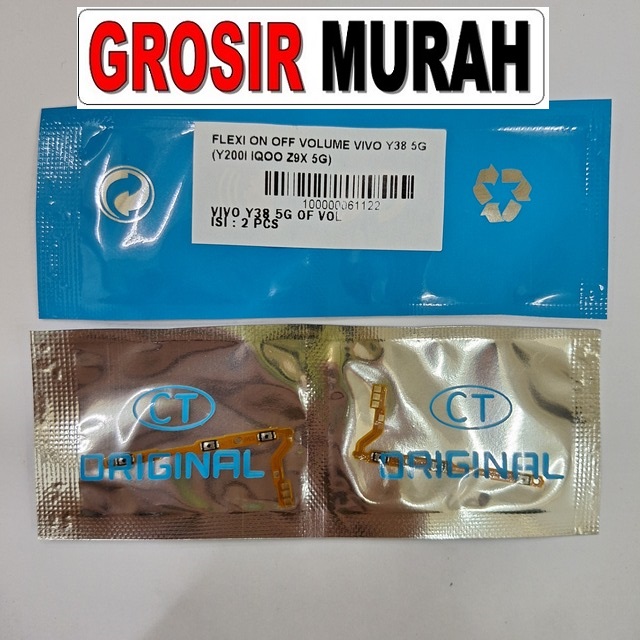 GROSIR MURAH
FLEXI ON OFF VOLUME VIVO Y38 5G
(Y200I IQOO Z9X 5G)
100000061122
VIVO Y38 5G OF VOL
ISI : 2 PCS
CT
ORIGINAL
CT
ORIGINAL